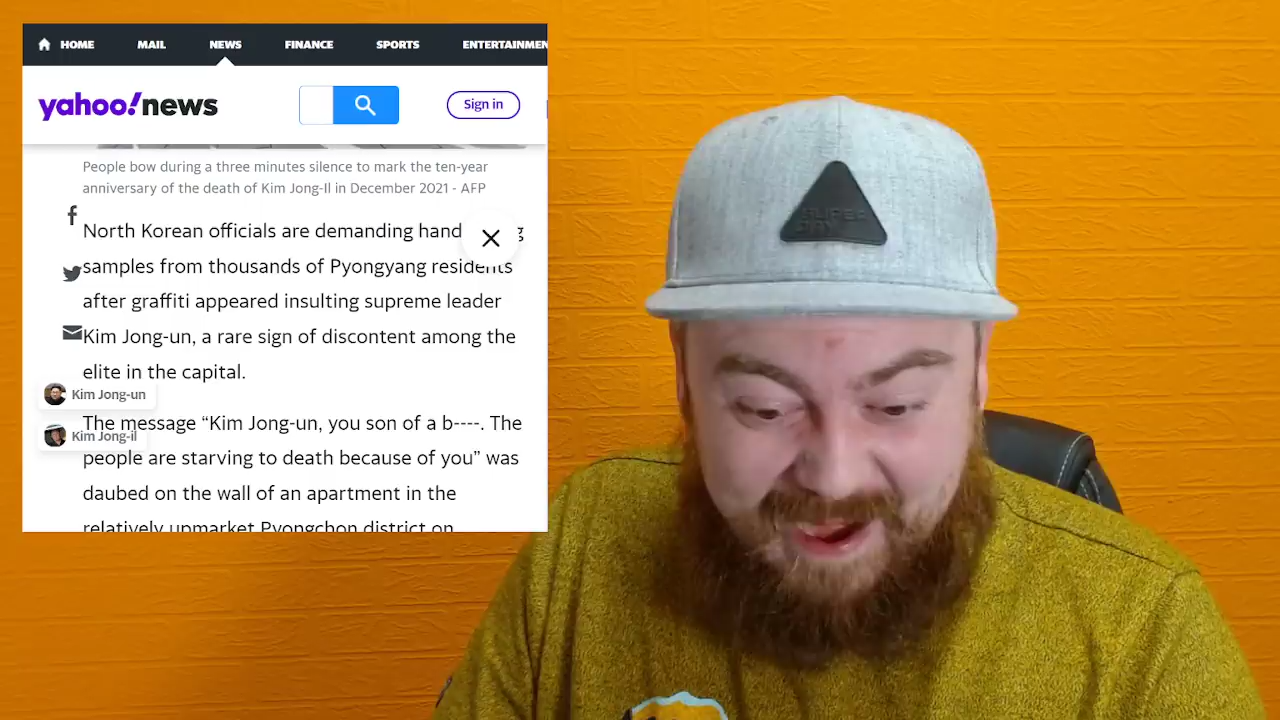 HOME MAIL NEWS FINANCE SPORTS ENTERTAINMEN
yahoo!news Sign in
People bow during a three minutes silence to mark the ten-year
anniversary of the death of Kim Jong-Il in December 2021 - AFP
North Korean officials are demanding hand g
samples from thousands of Pyongyang residents
after graffiti appeared insulting supreme leader
Kim Jong-un, a rare sign of discontent among the
elite in the capital.
Kim Jong-un
The message “Kim Jong-un, you son of a b----. The
Kim Jong-il
people are starving to death because of you” was
daubed on the wall of an apartment in the
relatively upmarket Pyongchon district on